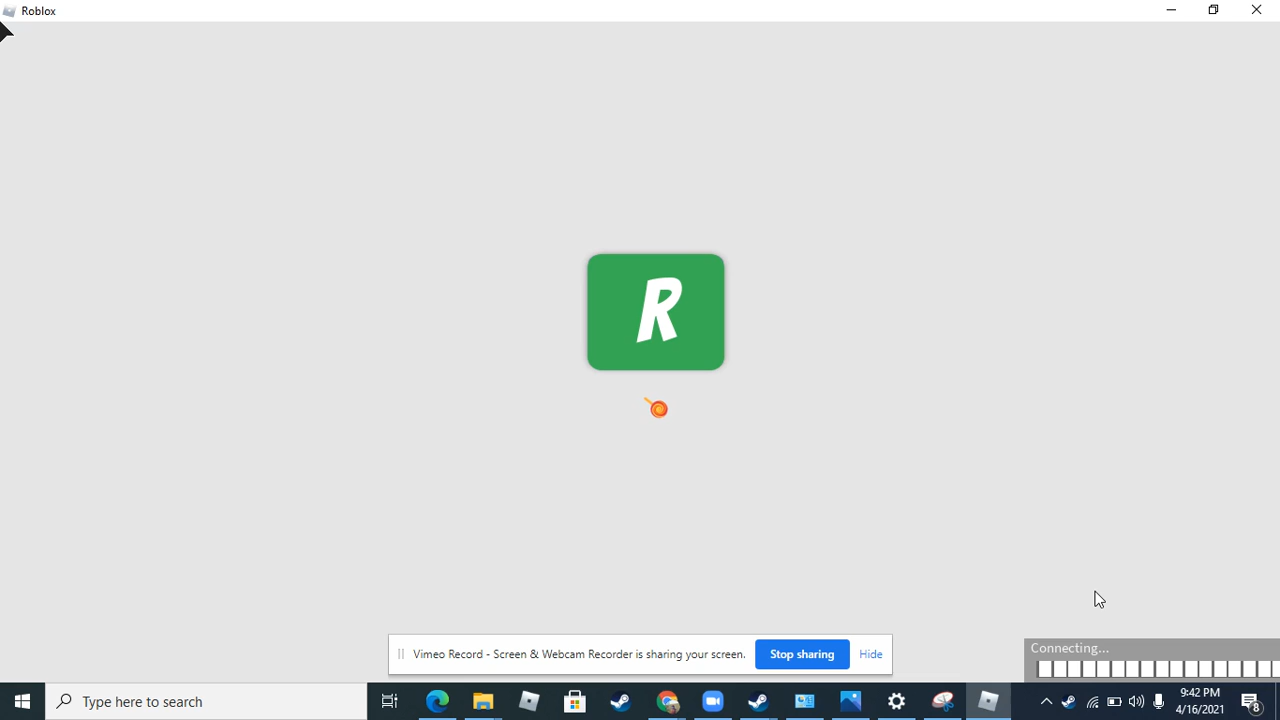 Roblox
R
Vimeo Record - Screen & Webcam Recorder is sharing your screen.
Stop sharing
Hide
Connecting...
Type here to search
9:42 PM
4/16/2021
8